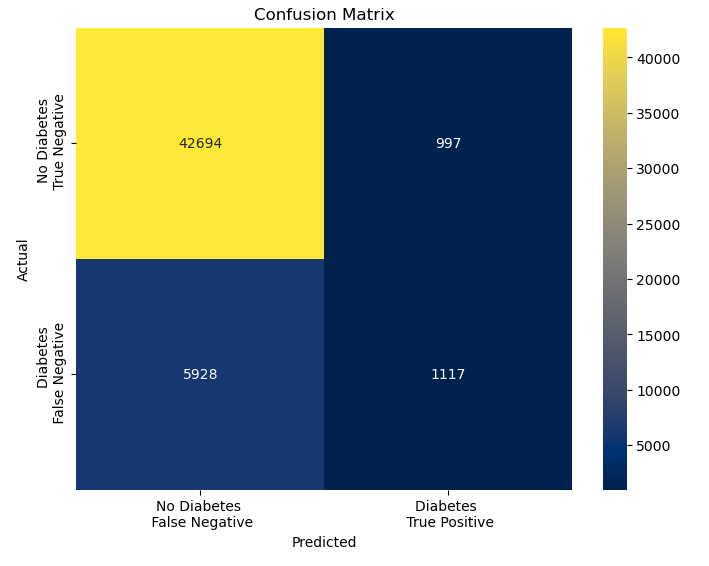 Confusion Matrix
No Diabetes
True Negative
Diabetes
False Negative
Actual
42694
997
5928
1117
No Diabetes
False Negative
Diabetes
True Positive
Predicted
40000
35000
30000
25000
20000
15000
10000
5000